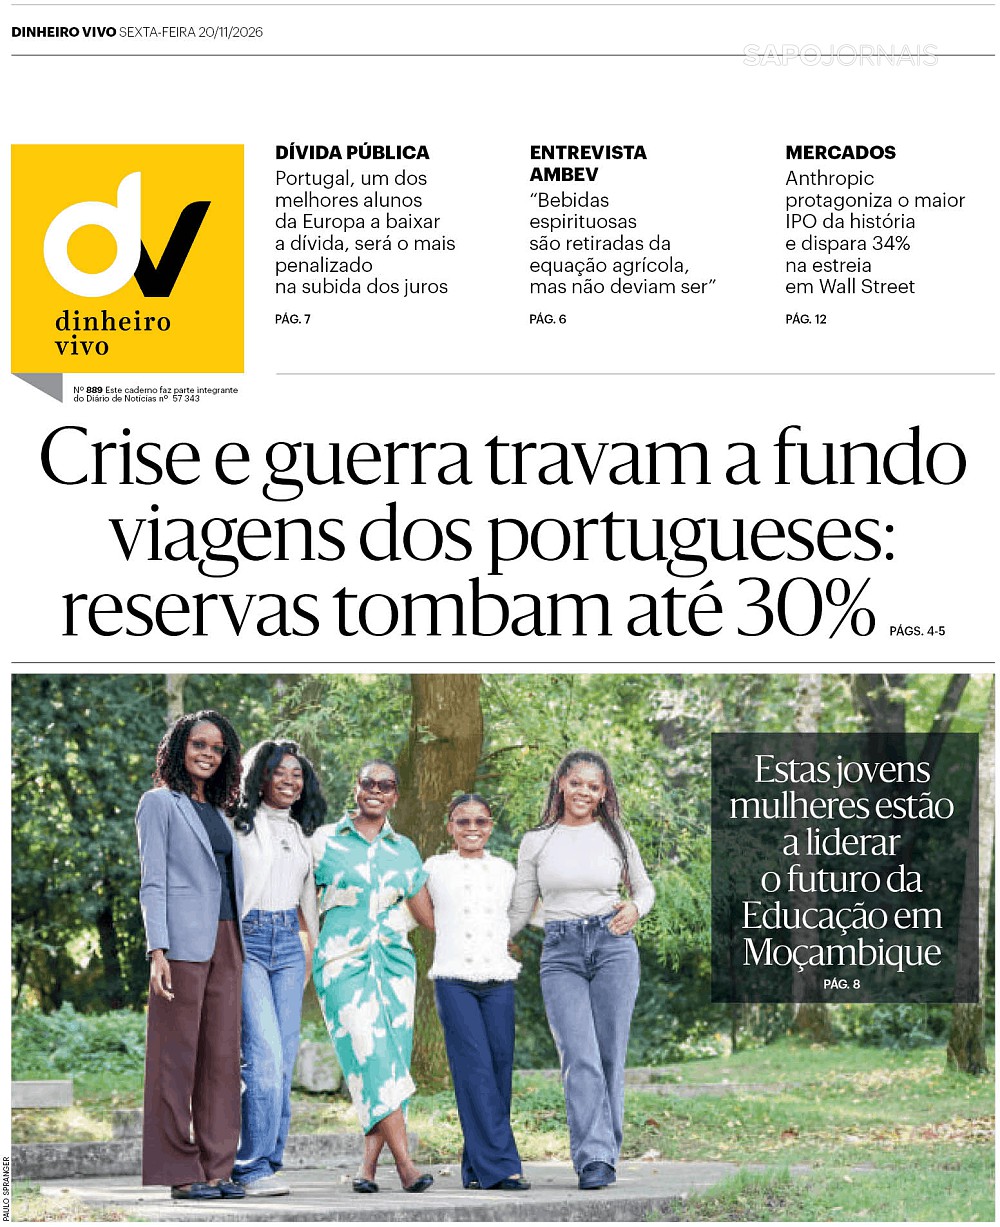 DINHEIRO VIVO SEXTA-FEIRA 20/11/2026
SAPOJORNAIS
dv
dinheiro
vivo
Nº 889 Este caderno faz parte integrante
do Diário de Notícias nº 57 343
DÍVIDA PÚBLICA
Portugal, um dos
melhores alunos
da Europa a baixar
a dívida, será o mais
penalizado
na subida dos juros
PÁG. 7
ENTREVISTA
AMBEV
“Bebidas
espirituosas
são retiradas da
equação agrícola,
mas não deviam ser”
PÁG. 6
MERCADOS
Anthropic
protagoniza o maior
IPO da história
e dispara 34%
na estreia
em Wall Street
PÁG. 12
Crise e guerra travam a fundo
viagens dos portugueses:
reservas tombam até 30% PÁGS. 4-5
Estas jovens
mulheres estão
a liderar
o futuro da
Educação em
Moçambique
PÁG. 8
PAULO SPRANGER